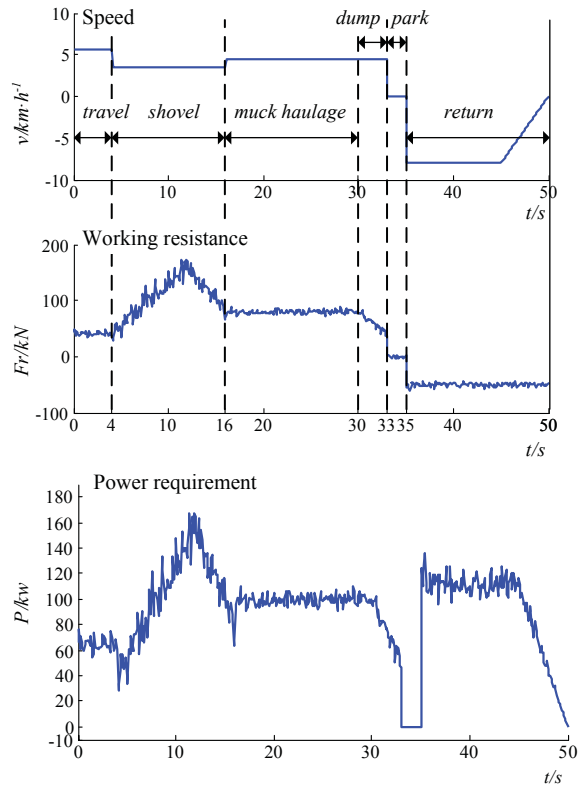 Speed
dump park
10
5
0
-5
-10
v/km·h⁻¹
travel shovel muck haulage return
0 10 20 30 40 50
t/s
Working resistance
200
100
0
-100
Fr/kN
0 4 10 16 20 30 33 35 40 50
t/s
Power requirement
180
160
140
120
100
80
60
40
20
0
-10
P/kw
0 10 20 30 40 50
t/s